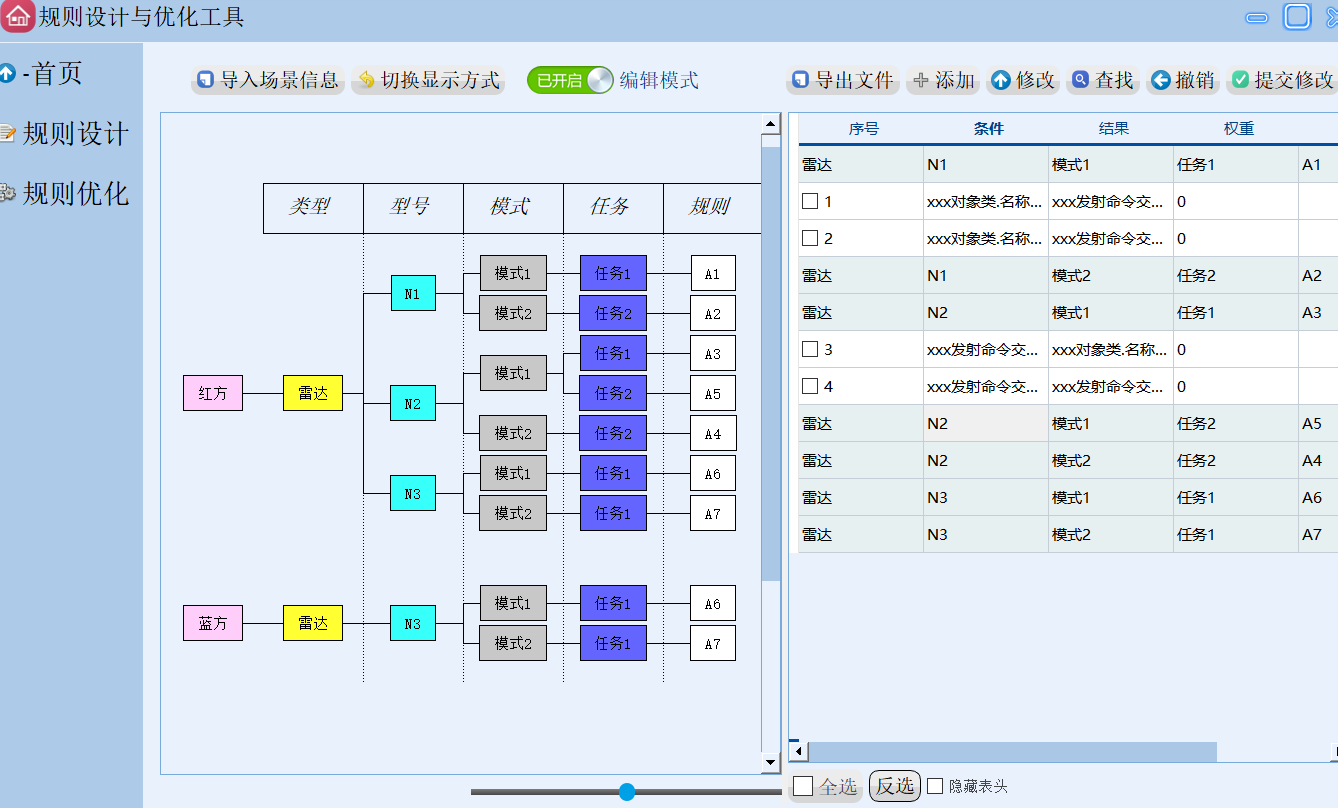 规则设计与优化工具
-首页
规则设计
规则优化
导入场景信息 切换显示方式 已开启 编辑模式
导出文件 添加 修改 查找 撤销 提交修改
类型 型号 模式 任务 规则
模式1 任务1 A1
N1
模式2 任务2 A2
任务1 A3
模式1
红方 雷达 N2 任务2 A5
模式2 任务2 A4
模式1 任务1 A6
N3
模式2 任务1 A7
模式1 任务1 A6
蓝方 雷达 N3
模式2 任务1 A7
序号 条件 结果 权重
雷达 N1 模式1 任务1 A1
1 xxx对象类.名称... xxx发射命令交... 0
2 xxx对象类.名称... xxx发射命令交... 0
雷达 N1 模式2 任务2 A2
雷达 N2 模式1 任务1 A3
3 xxx发射命令交... xxx对象类.名称... 0
4 xxx发射命令交... xxx发射命令交... 0
雷达 N2 模式1 任务2 A5
雷达 N2 模式2 任务2 A4
雷达 N3 模式1 任务1 A6
雷达 N3 模式2 任务1 A7
全选 反选 隐藏表头